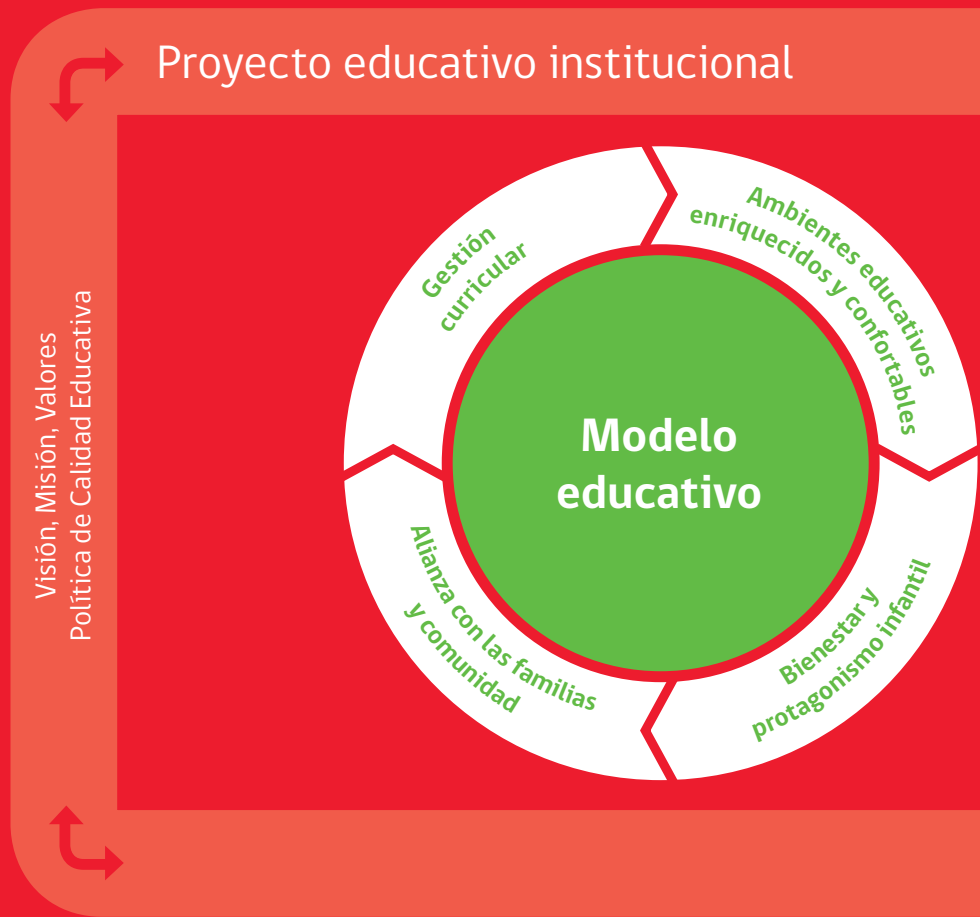 Proyecto educativo institucional
Visión, Misión, Valores
Política de Calidad Educativa
Gestión
curricular
Ambientes educativos
enriquecidos y confortables
Modelo
educativo
Alianza con las familias
y comunidad
Bienestar y
protagonismo infantil